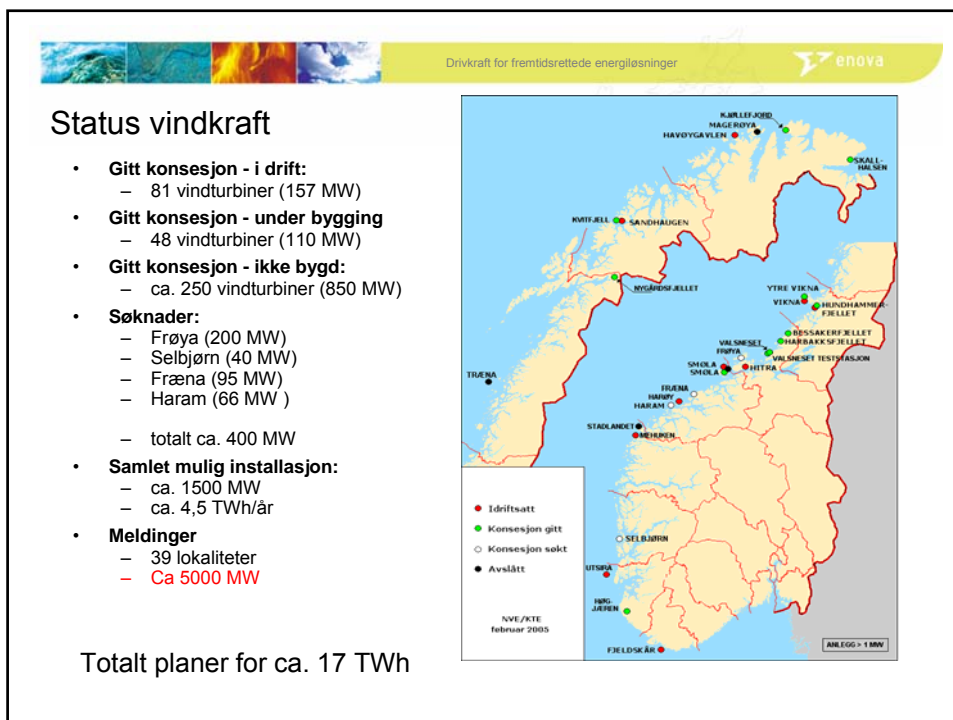 Drivkraft for fremtidsrettede energiløsninger
enova
Status vindkraft
• Gitt konsesjon - i drift:
– 81 vindturbiner (157 MW)
• Gitt konsesjon - under bygging
– 48 vindturbiner (110 MW)
• Gitt konsesjon - ikke bygd:
– ca. 250 vindturbiner (850 MW)
• Søknader:
– Frøya (200 MW)
– Selbjørn (40 MW)
– Fræna (95 MW)
– Haram (66 MW )
– totalt ca. 400 MW
• Samlet mulig installasjon:
– ca. 1500 MW
– ca. 4,5 TWh/år
• Meldinger
– 39 lokaliteter
– Ca 5000 MW
Totalt planer for ca. 17 TWh
KJØLLEFJORD
MAGERØYA
HAVØYGAVLEN
SKALL-
HALSEN
KVITFJELL
SANDHAUGEN
NYGÅRDSFJELLET
YTRE VIKNA
VIKNA
HUNDHAMMER-
FJELLET
BESSAKERFJELLET
HARBAKKSFJELLET
VALSNESET
VALSNESET TESTSTASJON
FRØYA
SMØLA
SMØLA
HITRA
TRÆNA
FRÆNA
HARØY
HARAM
STADLANDET
MEHUKEN
SELBJØRN
UTSIRA
HØG-
JÆREN
FJELDSKÅR
Idriftsatt
Konsesjon gitt
Konsesjon søkt
Avslått
NVE/KTE
februar 2005
ANLEGG > 1 MW